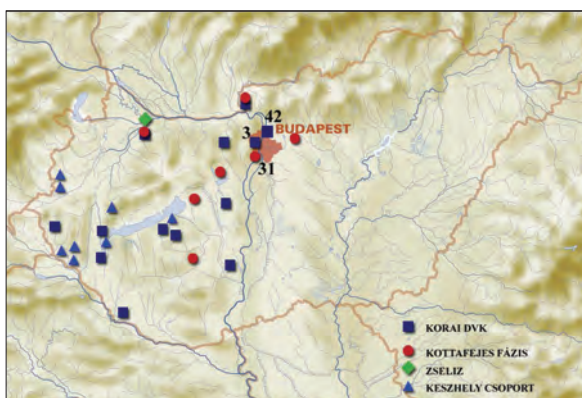 42
3 BUDAPEST
31
KORAI DVK
KOTTAFEJES FÁZIS
ZSELIZ
KESZHELY CSOPORT